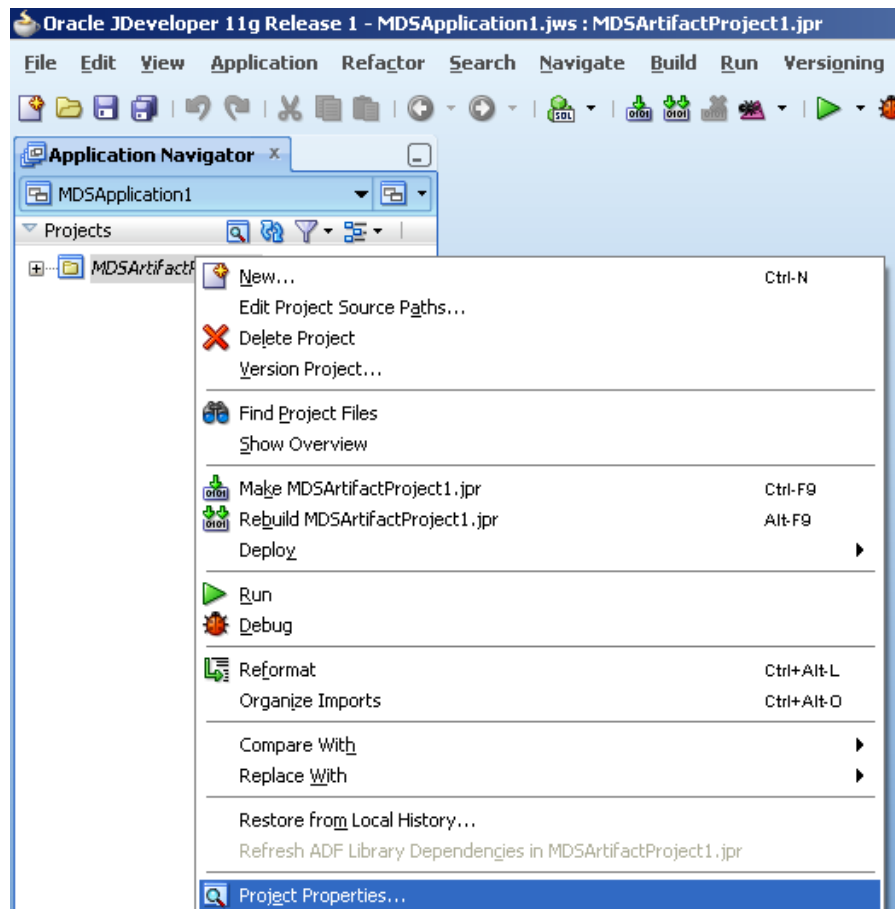 Oracle JDeveloper 11g Release 1 - MDSApplication1.jws : MDSArtifactProject1.jpr
File Edit View Application Refactor Search Navigate Build Run Versioning
Application Navigator x
MDSApplication1
Projects
MDSArtifactP
New... Ctrl-N
Edit Project Source Paths...
Delete Project
Version Project...
Find Project Files
Show Overview
Make MDSArtifactProject1.jpr Ctrl-F9
Rebuild MDSArtifactProject1.jpr Alt-F9
Deploy
Run
Debug
Reformat Ctrl+Alt-L
Organize Imports Ctrl+Alt-O
Compare With
Replace With
Restore from Local History...
Refresh ADF Library Dependencies in MDSArtifactProject1.jpr
Project Properties...